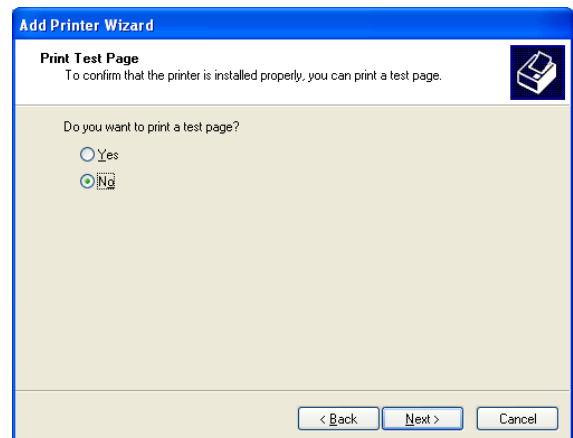 Add Printer Wizard
Print Test Page
To confirm that the printer is installed properly, you can print a test page.
Do you want to print a test page?
Yes
No
< Back Next > Cancel